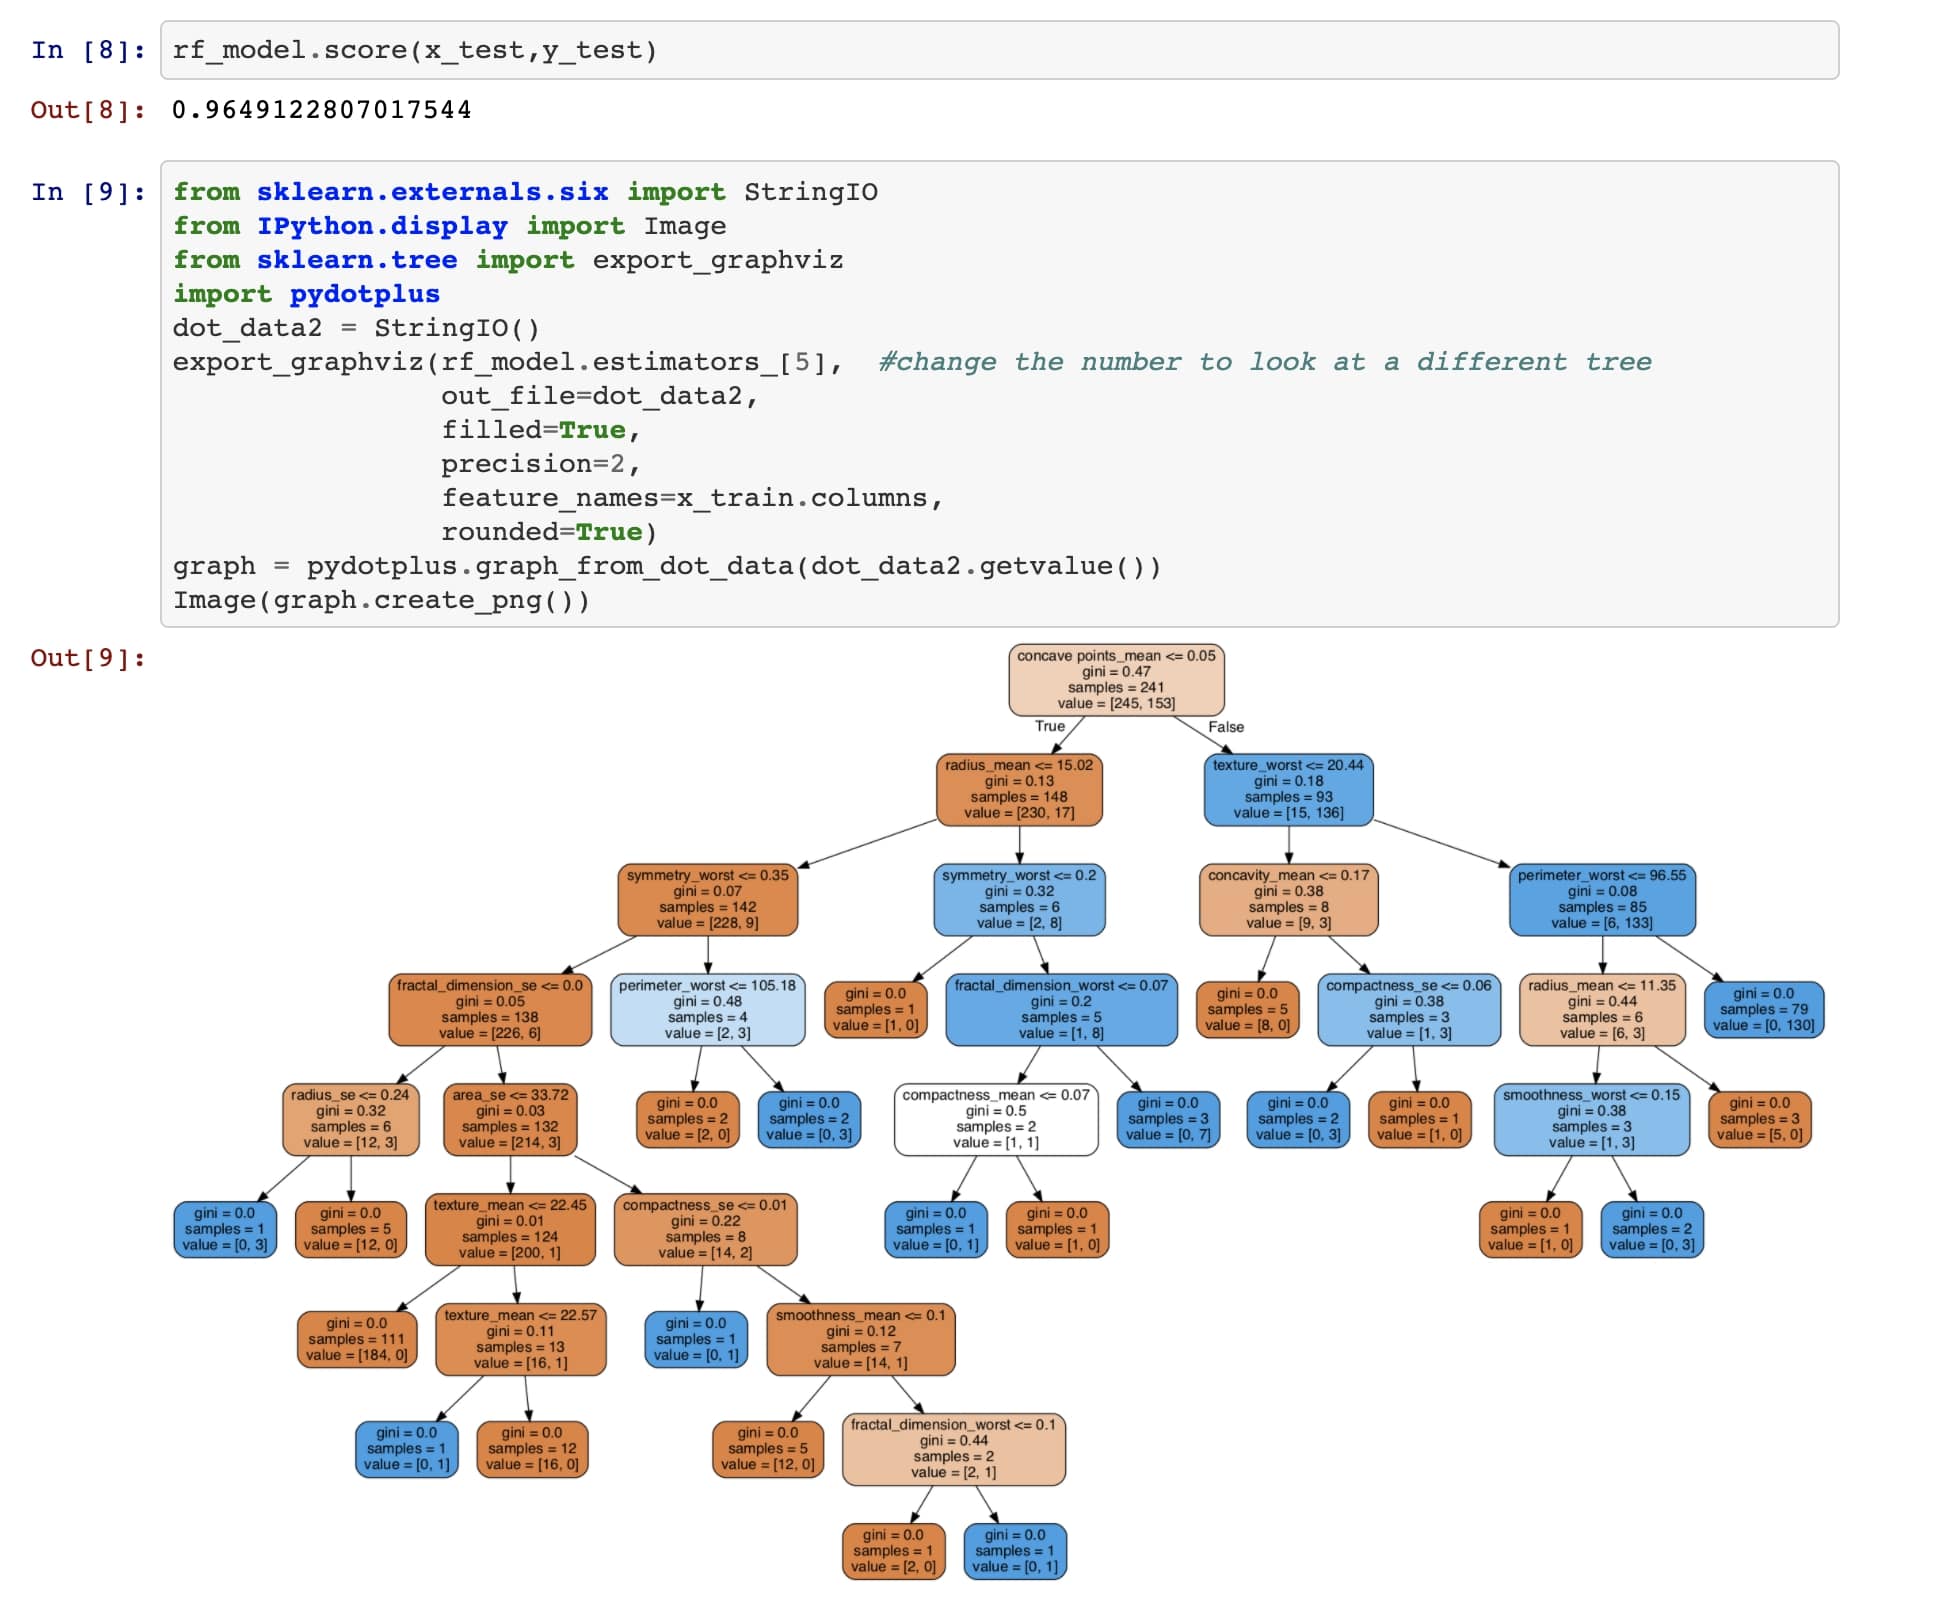 In [8]: rf_model.score(x_test,y_test)
Out[8]: 0.9649122807017544
In [9]: from sklearn.externals.six import StringIO
from IPython.display import Image
from sklearn.tree import export_graphviz
import pydotplus
dot_data2 = StringIO()
export_graphviz(rf_model.estimators_[5],  #change the number to look at a different tree
                out_file=dot_data2,
                filled=True,
                precision=2,
                feature_names=x_train.columns,
                rounded=True)
graph = pydotplus.graph_from_dot_data(dot_data2.getvalue())
Image(graph.create_png())
Out[9]:
concave points_mean <= 0.05
gini = 0.47
samples = 241
value = [245, 153]
True
False
radius_mean <= 15.02
gini = 0.13
samples = 148
value = [230, 17]
texture_worst <= 20.44
gini = 0.18
samples = 93
value = [15, 136]
symmetry_worst <= 0.35
gini = 0.07
samples = 142
value = [228, 9]
symmetry_worst <= 0.2
gini = 0.32
samples = 6
value = [2, 8]
concavity_mean <= 0.17
gini = 0.38
samples = 8
value = [9, 3]
perimeter_worst <= 96.55
gini = 0.08
samples = 85
value = [6, 133]
fractal_dimension_se <= 0.0
gini = 0.05
samples = 138
value = [226, 6]
perimeter_worst <= 105.18
gini = 0.48
samples = 4
value = [2, 3]
gini = 0.0
samples = 1
value = [1, 0]
fractal_dimension_worst <= 0.07
gini = 0.2
samples = 5
value = [1, 8]
gini = 0.0
samples = 5
value = [8, 0]
compactness_se <= 0.06
gini = 0.38
samples = 3
value = [1, 3]
radius_mean <= 11.35
gini = 0.44
samples = 6
value = [6, 3]
gini = 0.0
samples = 79
value = [0, 130]
radius_se <= 0.24
gini = 0.32
samples = 6
value = [12, 3]
area_se <= 33.72
gini = 0.03
samples = 132
value = [214, 3]
gini = 0.0
samples = 2
value = [2, 0]
gini = 0.0
samples = 2
value = [0, 3]
compactness_mean <= 0.07
gini = 0.5
samples = 2
value = [1, 1]
gini = 0.0
samples = 3
value = [0, 7]
gini = 0.0
samples = 2
value = [0, 3]
gini = 0.0
samples = 1
value = [1, 0]
smoothness_worst <= 0.15
gini = 0.38
samples = 3
value = [1, 3]
gini = 0.0
samples = 3
value = [5, 0]
gini = 0.0
samples = 1
value = [0, 3]
gini = 0.0
samples = 5
value = [12, 0]
texture_mean <= 22.45
gini = 0.01
samples = 124
value = [200, 1]
compactness_se <= 0.01
gini = 0.22
samples = 8
value = [14, 2]
gini = 0.0
samples = 1
value = [0, 1]
gini = 0.0
samples = 1
value = [1, 0]
gini = 0.0
samples = 1
value = [1, 0]
gini = 0.0
samples = 2
value = [0, 3]
gini = 0.0
samples = 111
value = [184, 0]
texture_mean <= 22.57
gini = 0.11
samples = 13
value = [16, 1]
gini = 0.0
samples = 1
value = [0, 1]
smoothness_mean <= 0.1
gini = 0.12
samples = 7
value = [14, 1]
gini = 0.0
samples = 1
value = [0, 1]
gini = 0.0
samples = 12
value = [16, 0]
gini = 0.0
samples = 5
value = [12, 0]
fractal_dimension_worst <= 0.1
gini = 0.44
samples = 2
value = [2, 1]
gini = 0.0
samples = 1
value = [2, 0]
gini = 0.0
samples = 1
value = [0, 1]